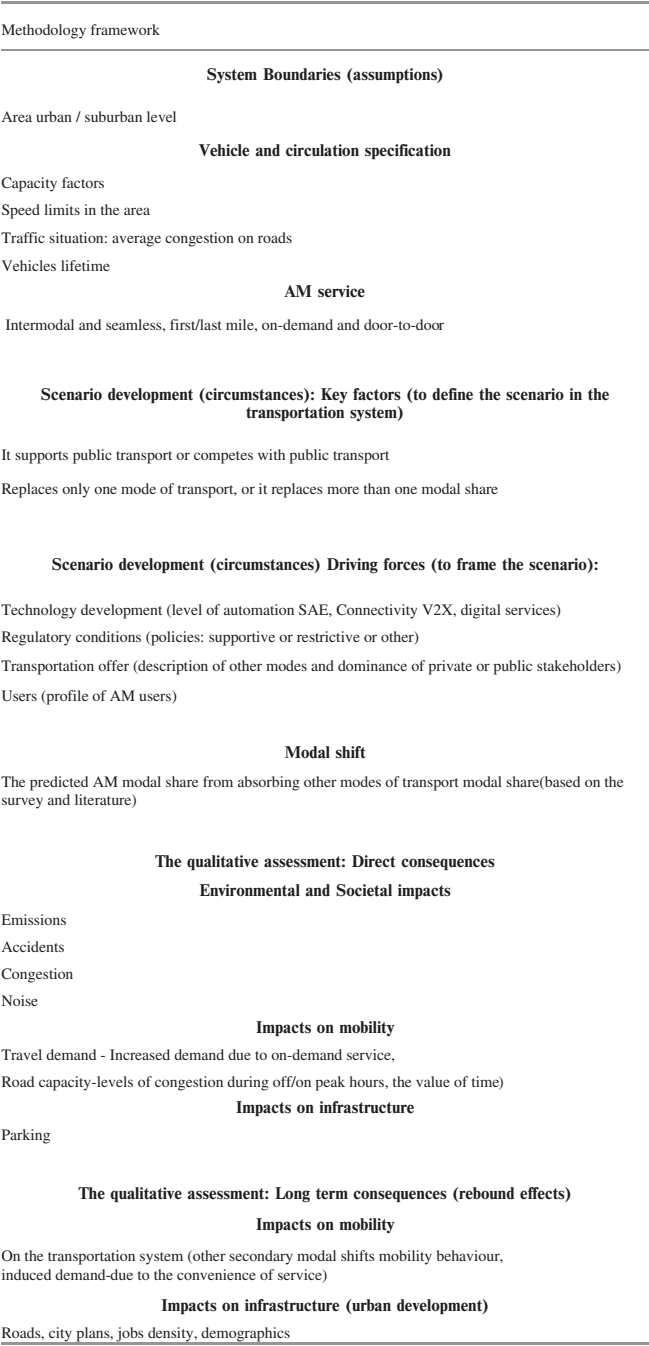 Methodology framework
System Boundaries (assumptions)
Area urban / suburban level
Vehicle and circulation specification
Capacity factors
Speed limits in the area
Traffic situation: average congestion on roads
Vehicles lifetime
AM service
Intermodal and seamless, first/last mile, on-demand and door-to-door
Scenario development (circumstances): Key factors (to define the scenario in the
transportation system)
It supports public transport or competes with public transport
Replaces only one mode of transport, or it replaces more than one modal share
Scenario development (circumstances) Driving forces (to frame the scenario):
Technology development (level of automation SAE, Connectivity V2X, digital services)
Regulatory conditions (policies: supportive or restrictive or other)
Transportation offer (description of other modes and dominance of private or public stakeholders)
Users (profile of AM users)
Modal shift
The predicted AM modal share from absorbing other modes of transport modal share(based on the
survey and literature)
The qualitative assessment: Direct consequences
Environmental and Societal impacts
Emissions
Accidents
Congestion
Noise
Impacts on mobility
Travel demand - Increased demand due to on-demand service,
Road capacity-levels of congestion during off/on peak hours, the value of time)
Impacts on infrastructure
Parking
The qualitative assessment: Long term consequences (rebound effects)
Impacts on mobility
On the transportation system (other secondary modal shifts mobility behaviour,
induced demand-due to the convenience of service)
Impacts on infrastructure (urban development)
Roads, city plans, jobs density, demographics